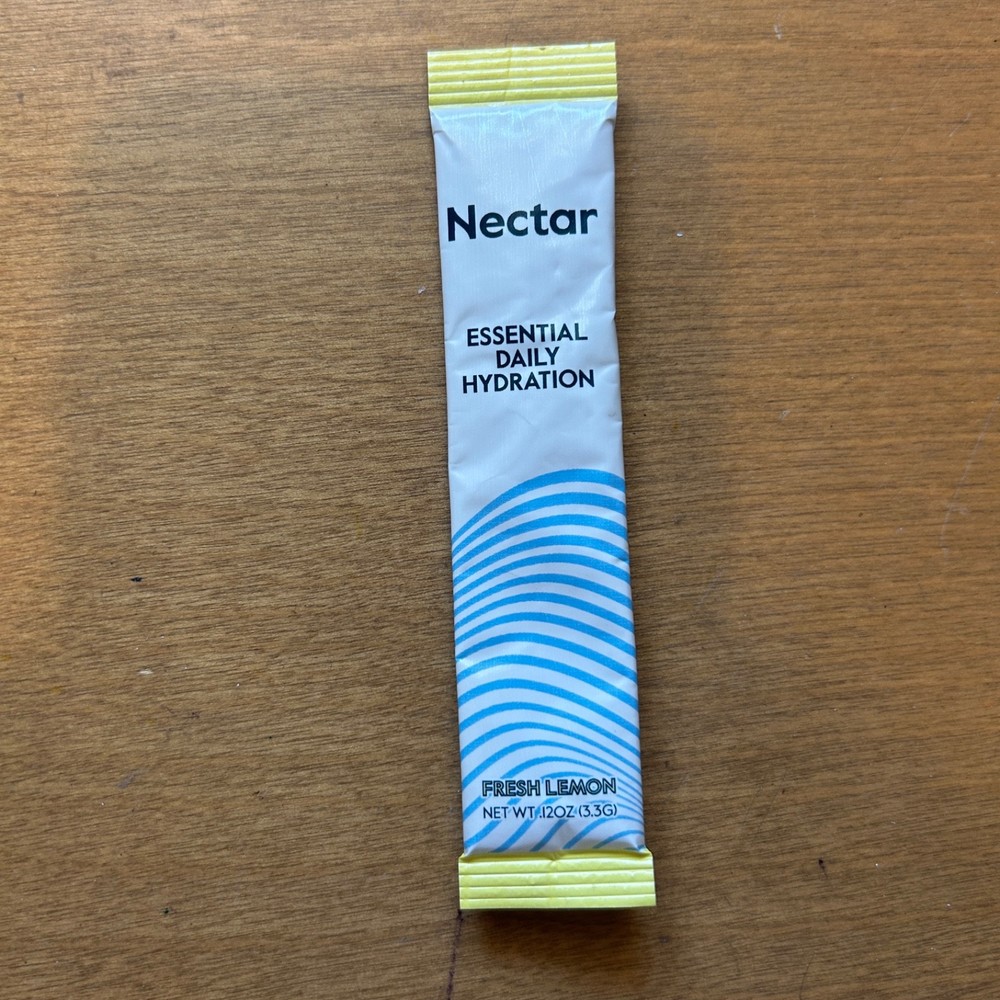 Nectar
ESSENTIAL
DAILY
HYDRATION
FRESH LEMON
NET WT .12OZ (3.3G)